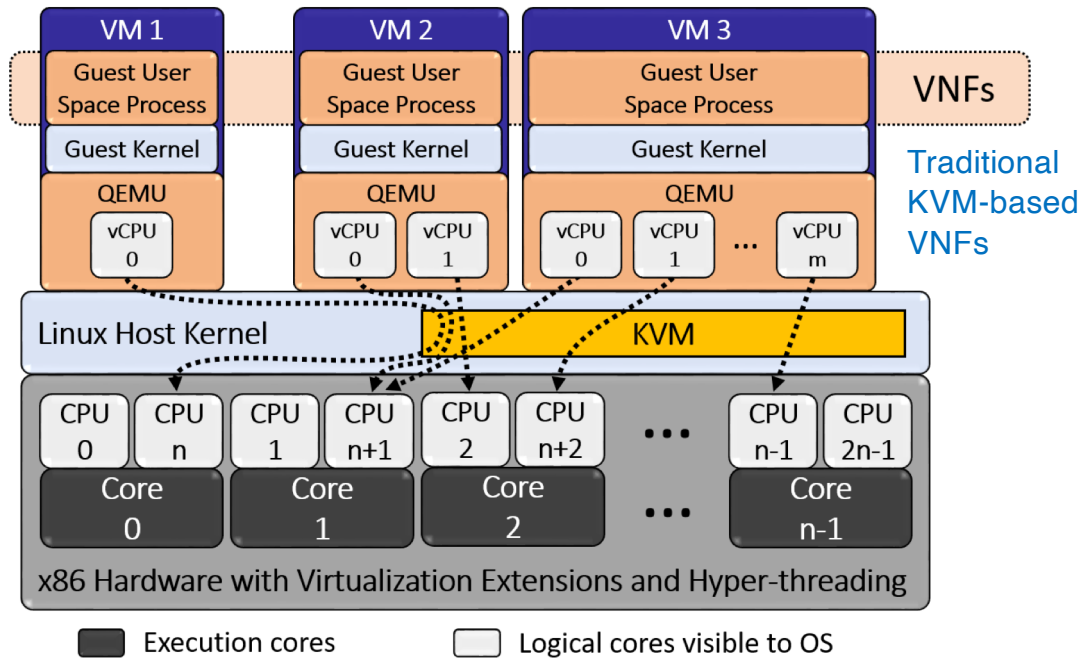 VM 1
VM 2
VM 3
Guest User
Space Process
Guest User
Space Process
Guest User
Space Process
VNFs
Guest Kernel
Guest Kernel
Guest Kernel
Traditional
KVM-based
VNFs
QEMU
QEMU
QEMU
vCPU
0
vCPU
0
vCPU
1
vCPU
0
vCPU
1
...
vCPU
m
Linux Host Kernel
KVM
CPU
0
CPU
n
CPU
1
CPU
n+1
CPU
2
CPU
n+2
...
CPU
n-1
CPU
2n-1
Core
0
Core
1
Core
2
...
Core
n-1
x86 Hardware with Virtualization Extensions and Hyper-threading
Execution cores
Logical cores visible to OS